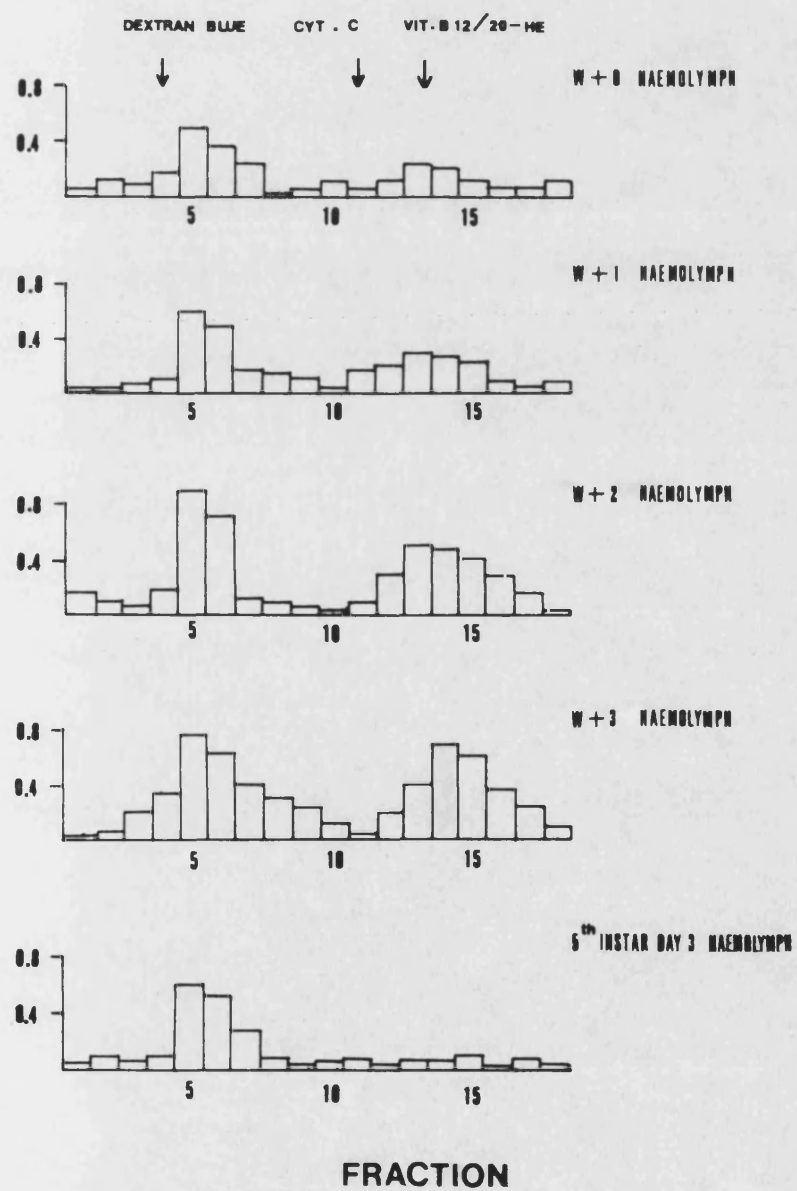 DEXTRAN BLUE CYT. C VIT. B 12/20-HE
W+0 HAEMOLYMPH
0.8
0.4
5 10 15
W+1 HAEMOLYMPH
0.8
0.4
5 10 15
W+2 HAEMOLYMPH
0.8
0.4
5 10 15
W+3 HAEMOLYMPH
0.8
0.4
5 10 15
5th INSTAR DAY 3 HAEMOLYMPH
0.8
0.4
5 10 15
FRACTION